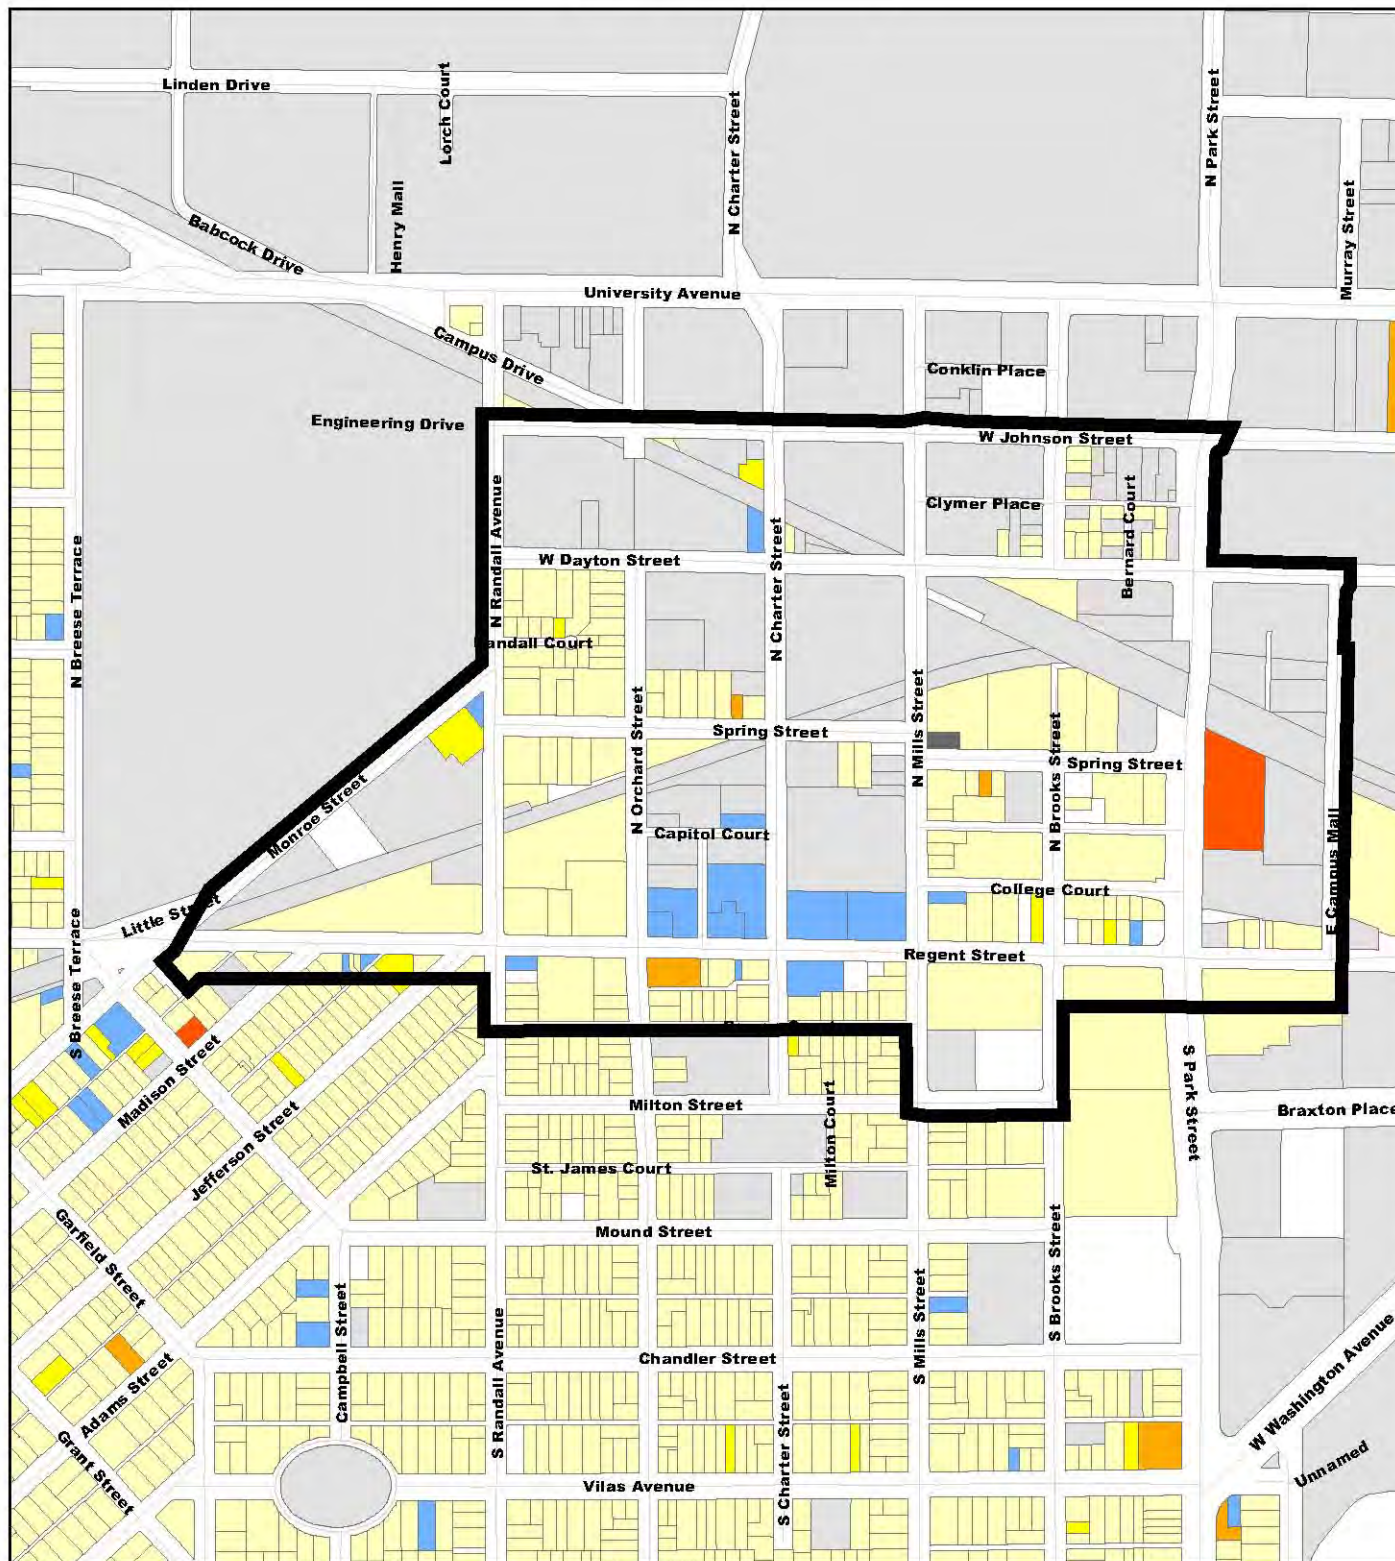 Linden Drive
Lorch Court
N Charter Street
N Park Street
Henry Mall
Murray Street
Babcock Drive
University Avenue
Campus Drive
Conklin Place
Engineering Drive
W Johnson Street
N Randall Avenue
Clymer Place
Bernard Court
N Breese Terrace
W Dayton Street
N Charter Street
andall Court
N Orchard Street
N Mills Street
Spring Street
N Brooks Street
Spring Street
Monroe Street
Capitol Court
E Campus Mall
College Court
Little Street
S Breese Terrace
Regent Street
Madison Street
S Park Street
Milton Street
Braxton Place
Jefferson Street
Milton Court
St. James Court
Garfield Street
Mound Street
S Brooks Street
Campbell Street
S Randall Avenue
S Mills Street
Chandler Street
W Washington Avenue
Adams Street
Grant Street
S Charter Street
Vilas Avenue
Unnamed